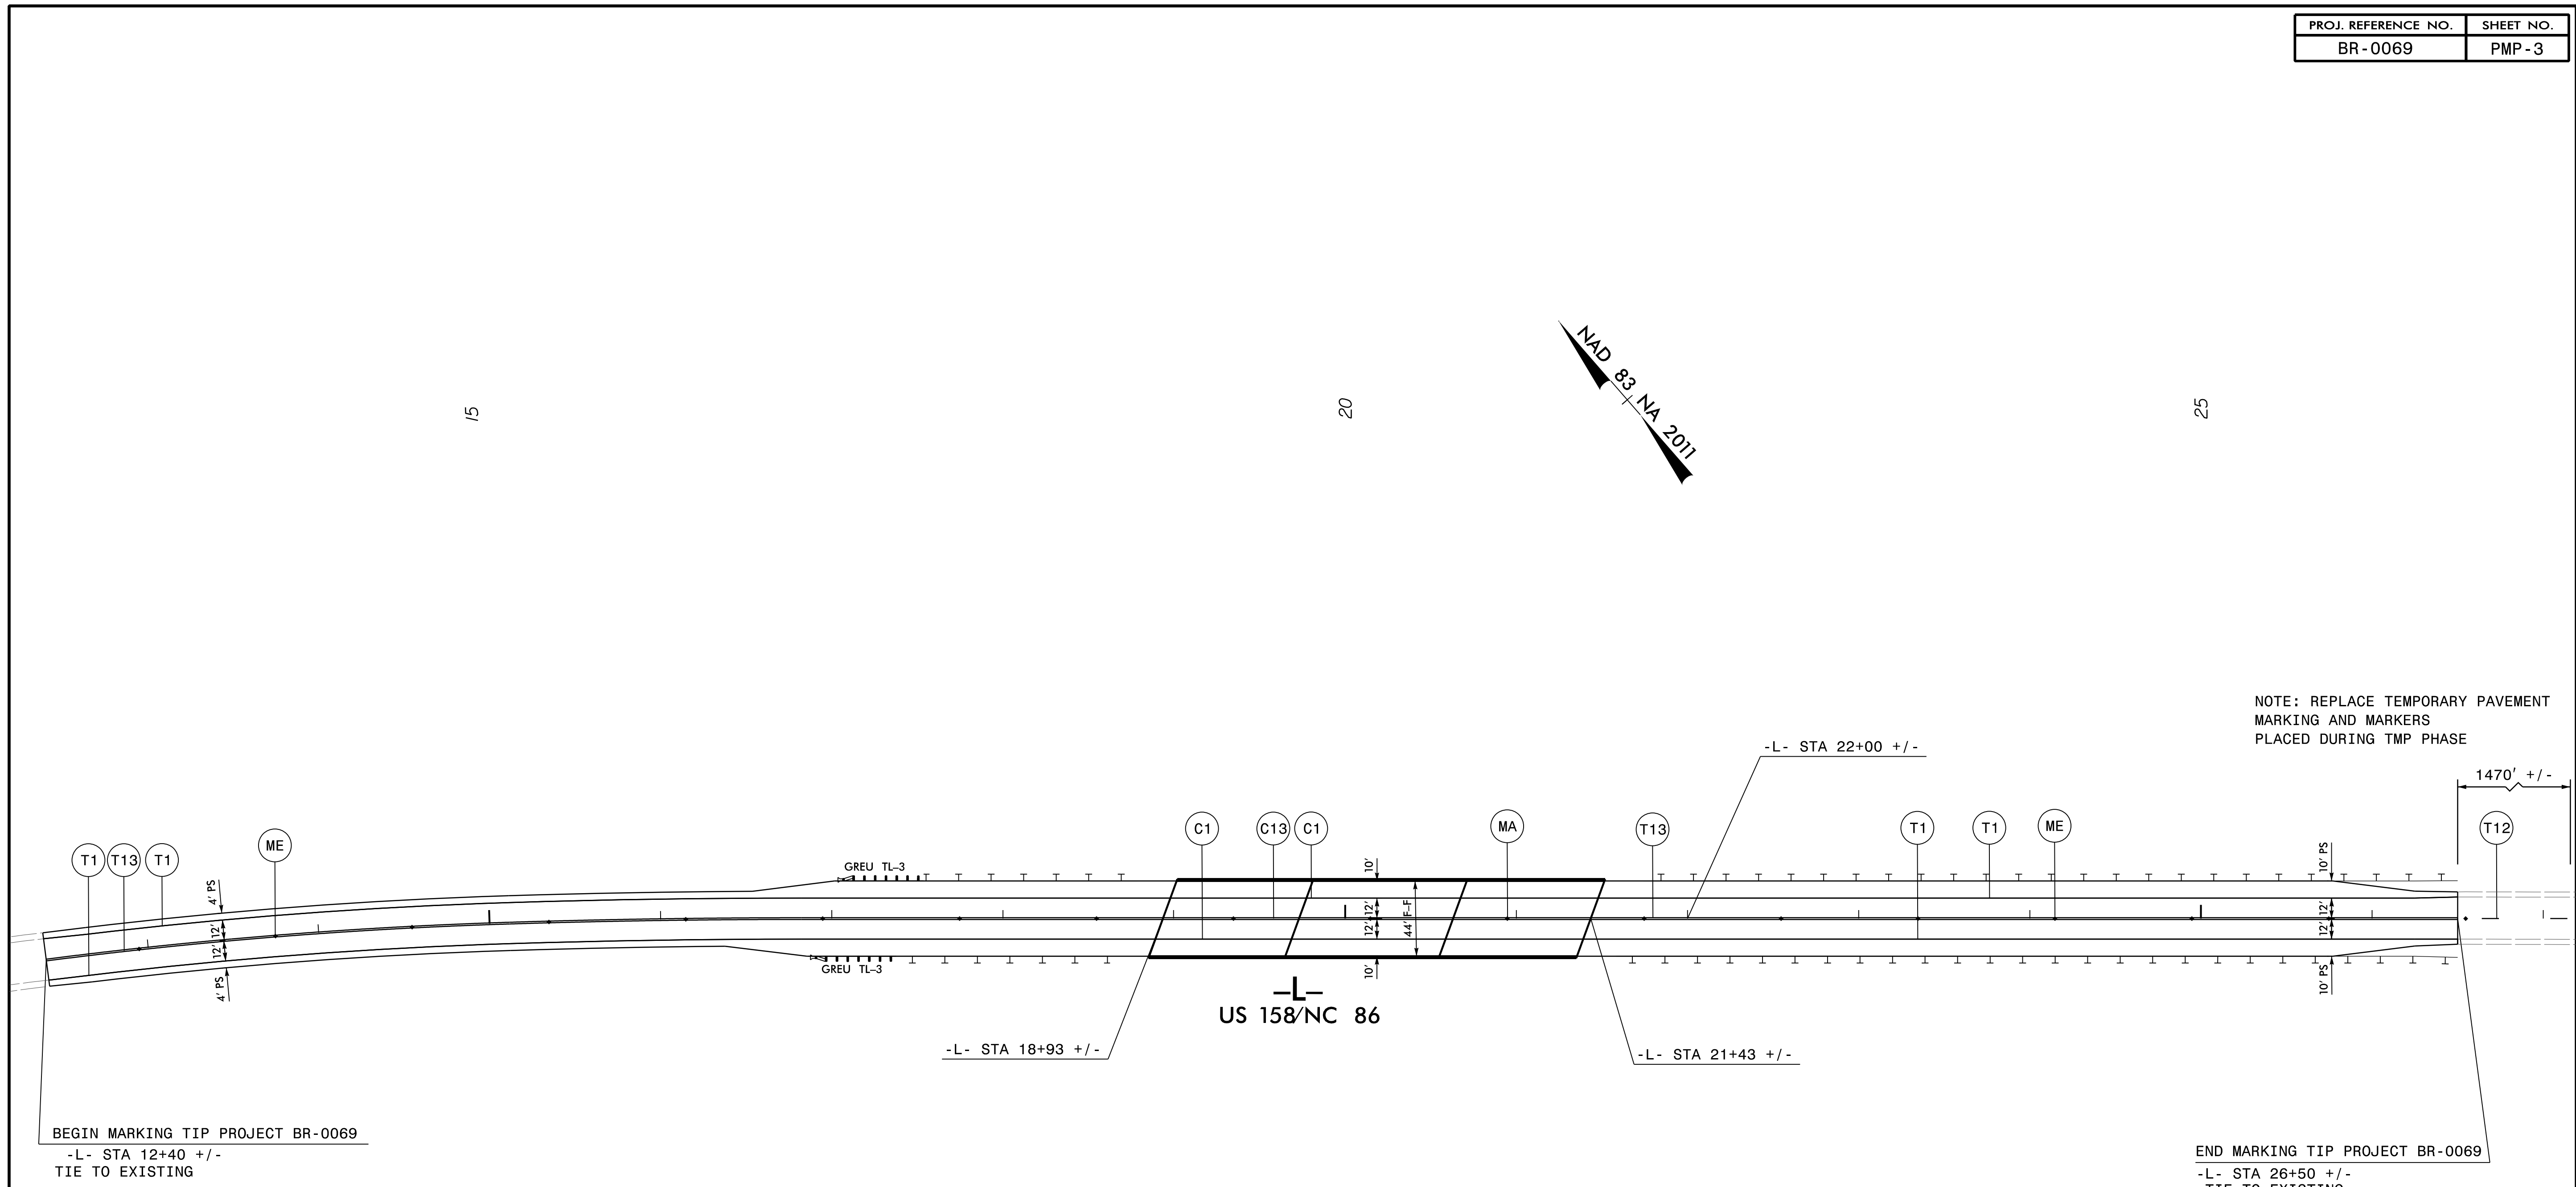 PROJ. REFERENCE NO.
SHEET NO.
BR-0069
PMP-3
NAD 83 NA 2011
15
20
25
NOTE: REPLACE TEMPORARY PAVEMENT
MARKING AND MARKERS
PLACED DURING TMP PHASE
-L- STA 22+00 +/-
1470' +/-
T1
T13
T1
ME
C1
C13
C1
MA
T13
T1
T1
ME
T12
4' PS
12'
12'
4' PS
GREU TL-3
GREU TL-3
10'
12'
12'
44' F-F
10'
10' PS
12'
12'
10' PS
-L-
US 158/NC 86
-L- STA 18+93 +/-
-L- STA 21+43 +/-
BEGIN MARKING TIP PROJECT BR-0069
-L- STA 12+40 +/-
TIE TO EXISTING
END MARKING TIP PROJECT BR-0069
-L- STA 26+50 +/-
TIE TO EXISTING